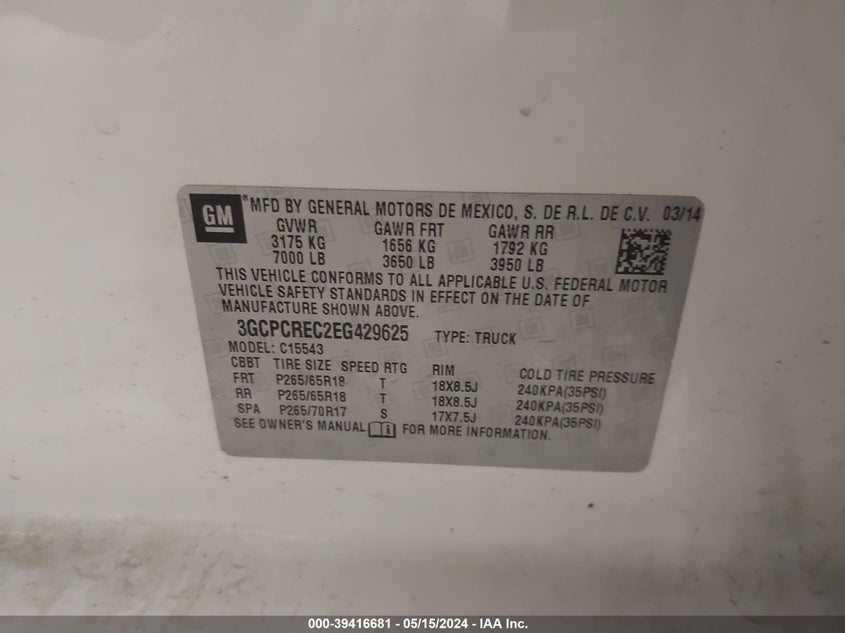 GM ® MFD BY GENERAL MOTORS DE MEXICO, S. DE R.L. DE C.V. 03/14
GVWR GAWR FRT GAWR RR
3175 KG 1656 KG 1792 KG
7000 LB 3650 LB 3950 LB
THIS VEHICLE CONFORMS TO ALL APPLICABLE U.S. FEDERAL MOTOR
VEHICLE SAFETY STANDARDS IN EFFECT ON THE DATE OF
MANUFACTURE SHOWN ABOVE.
3GCPCREC2EG429625 TYPE: TRUCK
MODEL: C15543
CBBT TIRE SIZE SPEED RTG RIM COLD TIRE PRESSURE
FRT P265/65R18 T 18X8.5J 240KPA(35PSI)
RR P265/65R18 T 18X8.5J 240KPA(35PSI)
SPA P265/70R17 S 17X7.5J 240KPA(35PSI)
SEE OWNER'S MANUAL i FOR MORE INFORMATION.
000-39416681 - 05/15/2024 - IAA Inc.